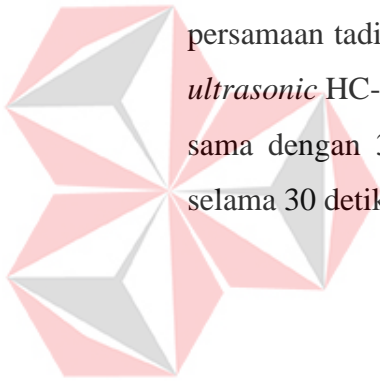 persamaan tadi
ultrasonic HC-
sama dengan 3
selama 30 detik